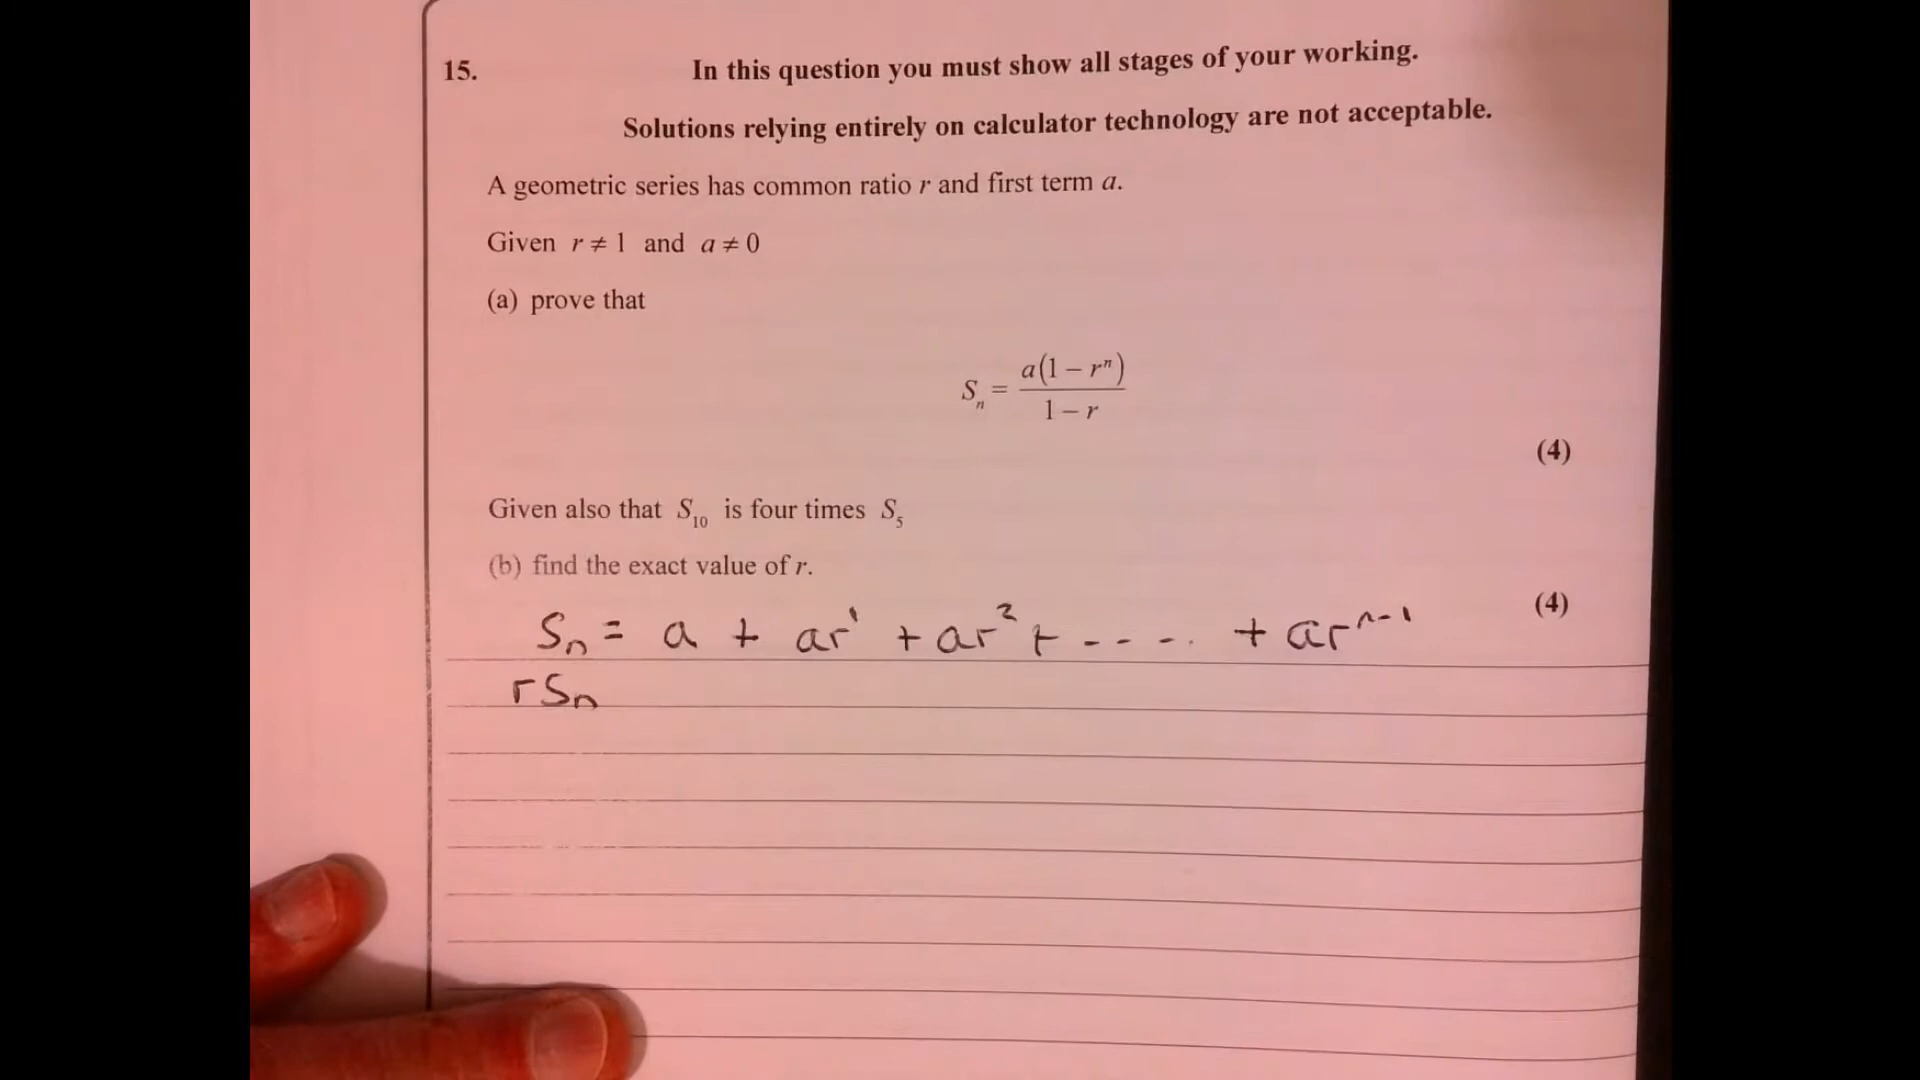 15. In this question you must show all stages of your working.
Solutions relying entirely on calculator technology are not acceptable.
A geometric series has common ratio r and first term a.
Given r ≠ 1 and a ≠ 0
(a) prove that
Sₙ = a(1 − rⁿ) / 1 − r
(4)
Given also that S₁₀ is four times S₅
(b) find the exact value of r.
(4)
Sₙ = a + ar¹ + ar² + - - - . + arⁿ⁻¹
rSₙ